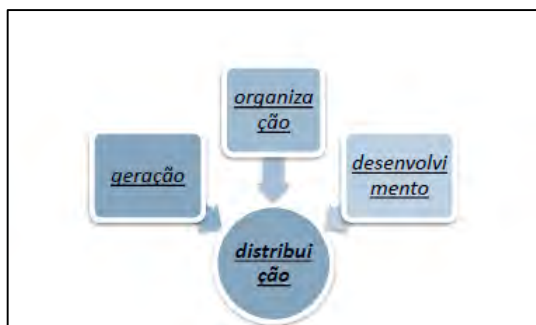 organiza
ção
geração
desenvolvi
mento
distribui
ção